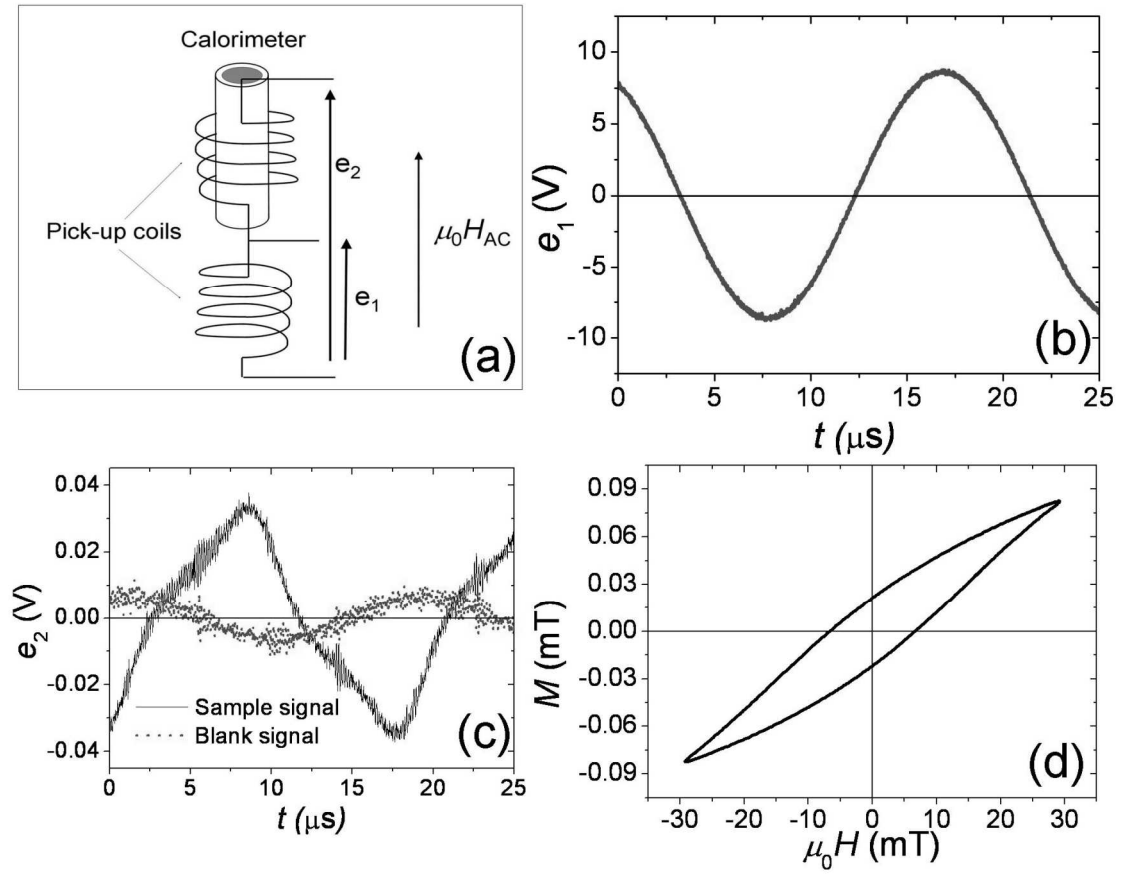 Calorimeter
e2
Pick-up coils
μ0HAC
e1
(a)
10
5
0
-5
-10
e1 (V)
(b)
0 5 10 15 20 25
t (μs)
0.04
0.02
0.00
-0.02
-0.04
e2 (V)
Sample signal
Blank signal
(c)
0 5 10 15 20 25
t (μs)
0.09
0.06
0.03
0.00
-0.03
-0.06
-0.09
M (mT)
(d)
-30 -20 -10 0 10 20 30
μ0H (mT)